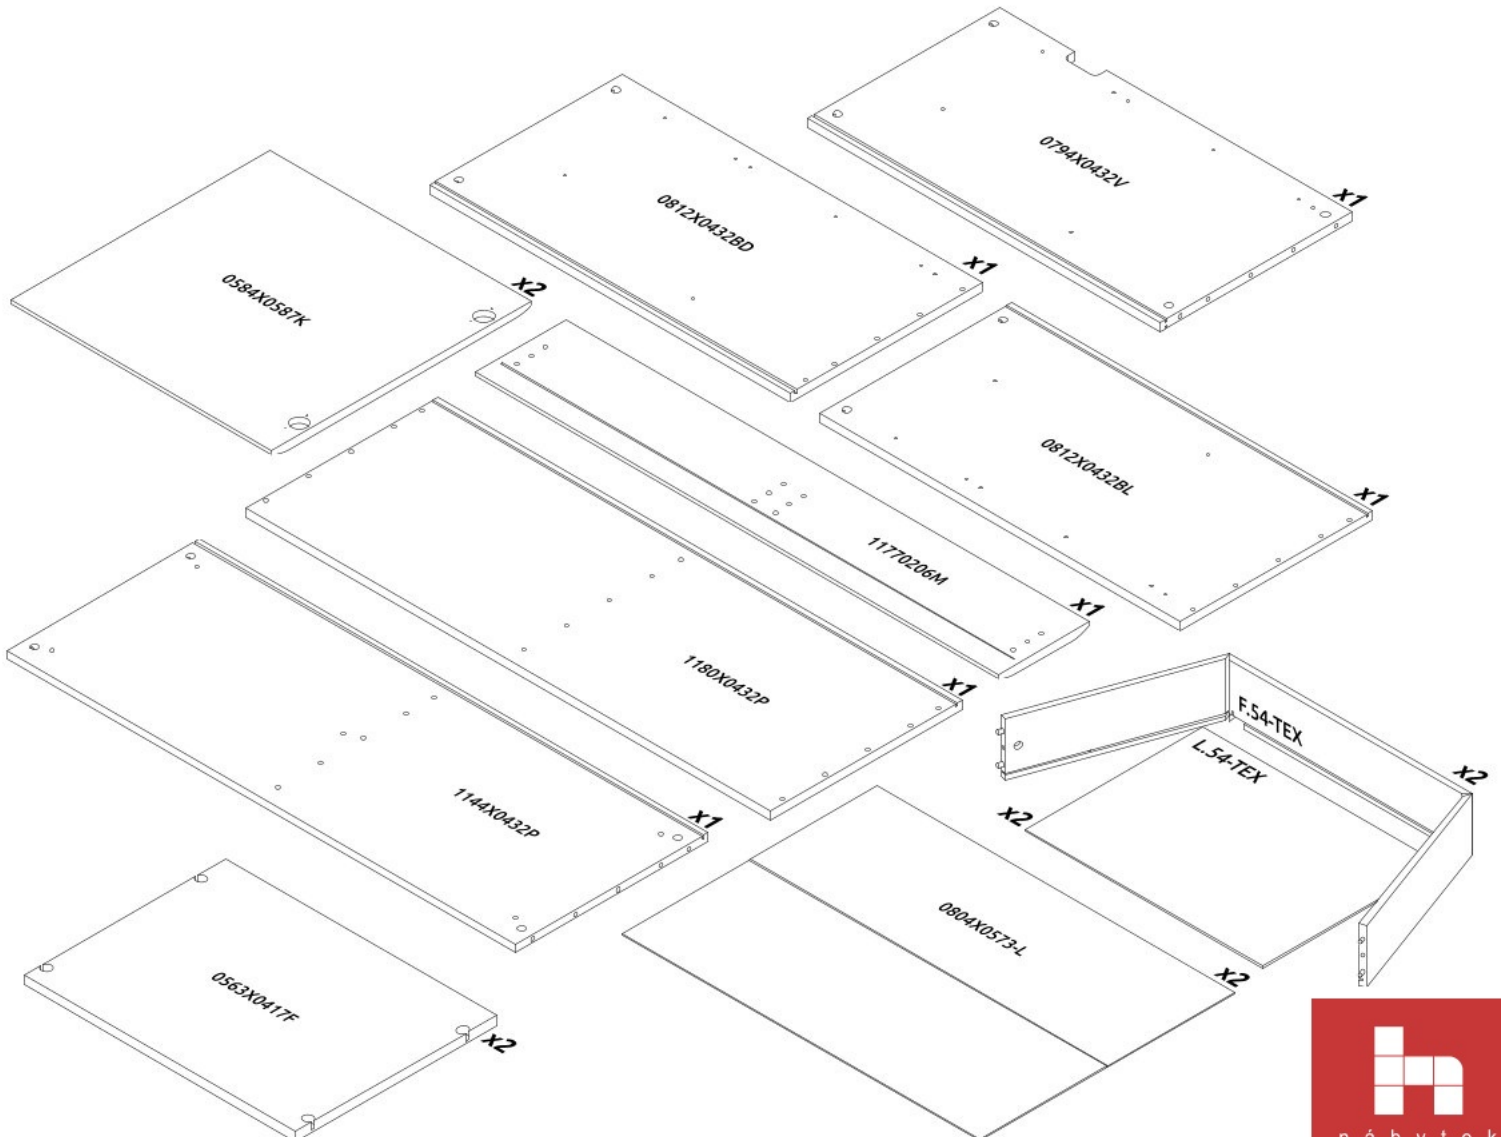 0794X0432V
x1
0812X0432BD
x1
0584X0587K
x2
0812X0432BL
x1
11770206M
x1
1180X0432P
x1
F.54-TEX
x2
L.54-TEX
x2
1144X0432P
x1
0804X0573-L
x2
0563X0417F
x2
nábytek